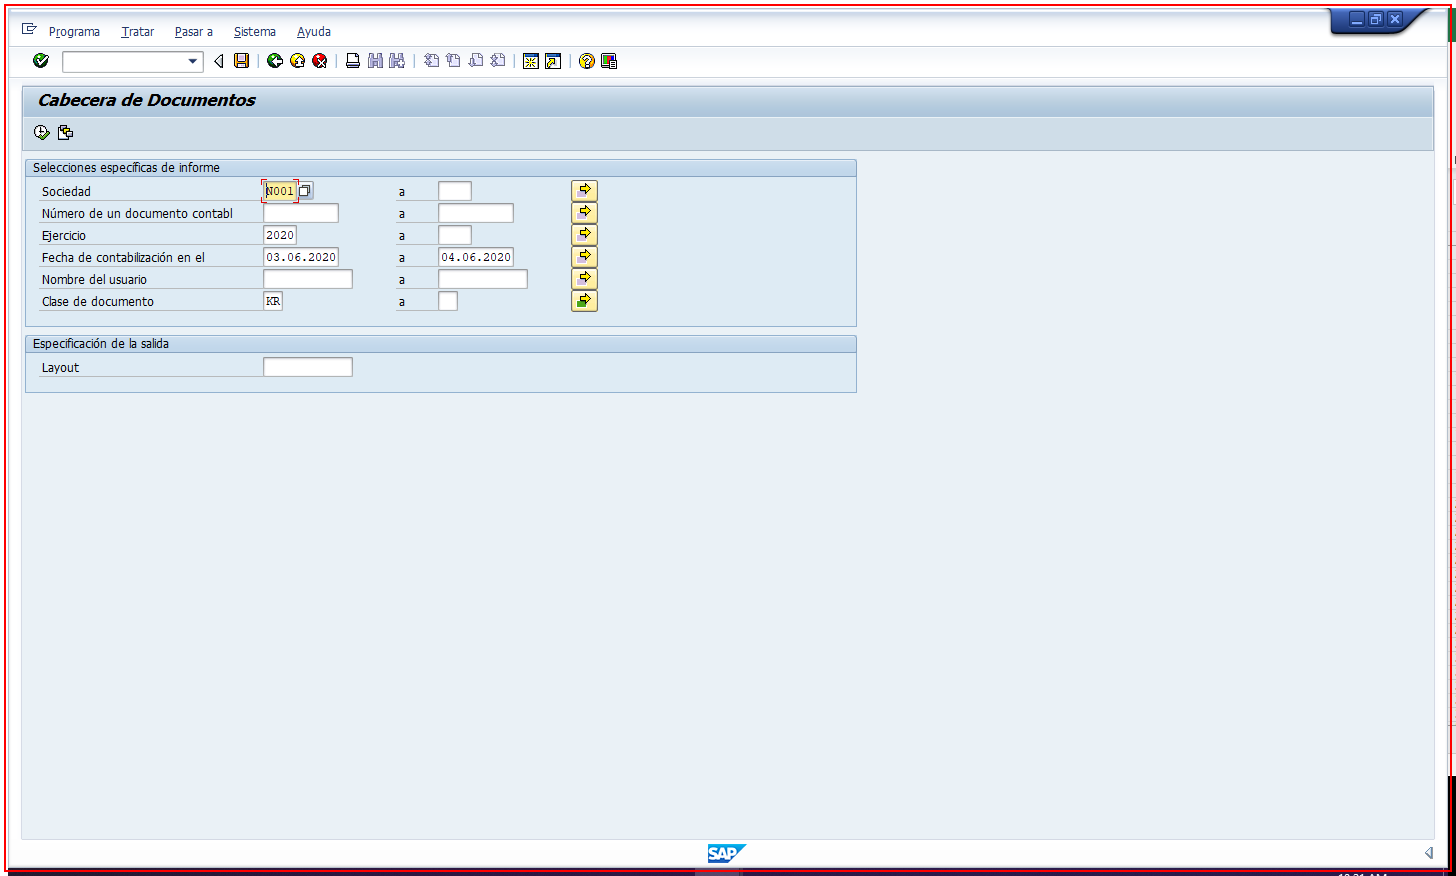 Programa Tratar Pasar a Sistema Ayuda
Cabecera de Documentos
Selecciones específicas de informe
Sociedad N001 a
Número de un documento contabl a
Ejercicio 2020 a
Fecha de contabilización en el 03.06.2020 a 04.06.2020
Nombre del usuario a
Clase de documento KR a
Especificación de la salida
Layout
SAP